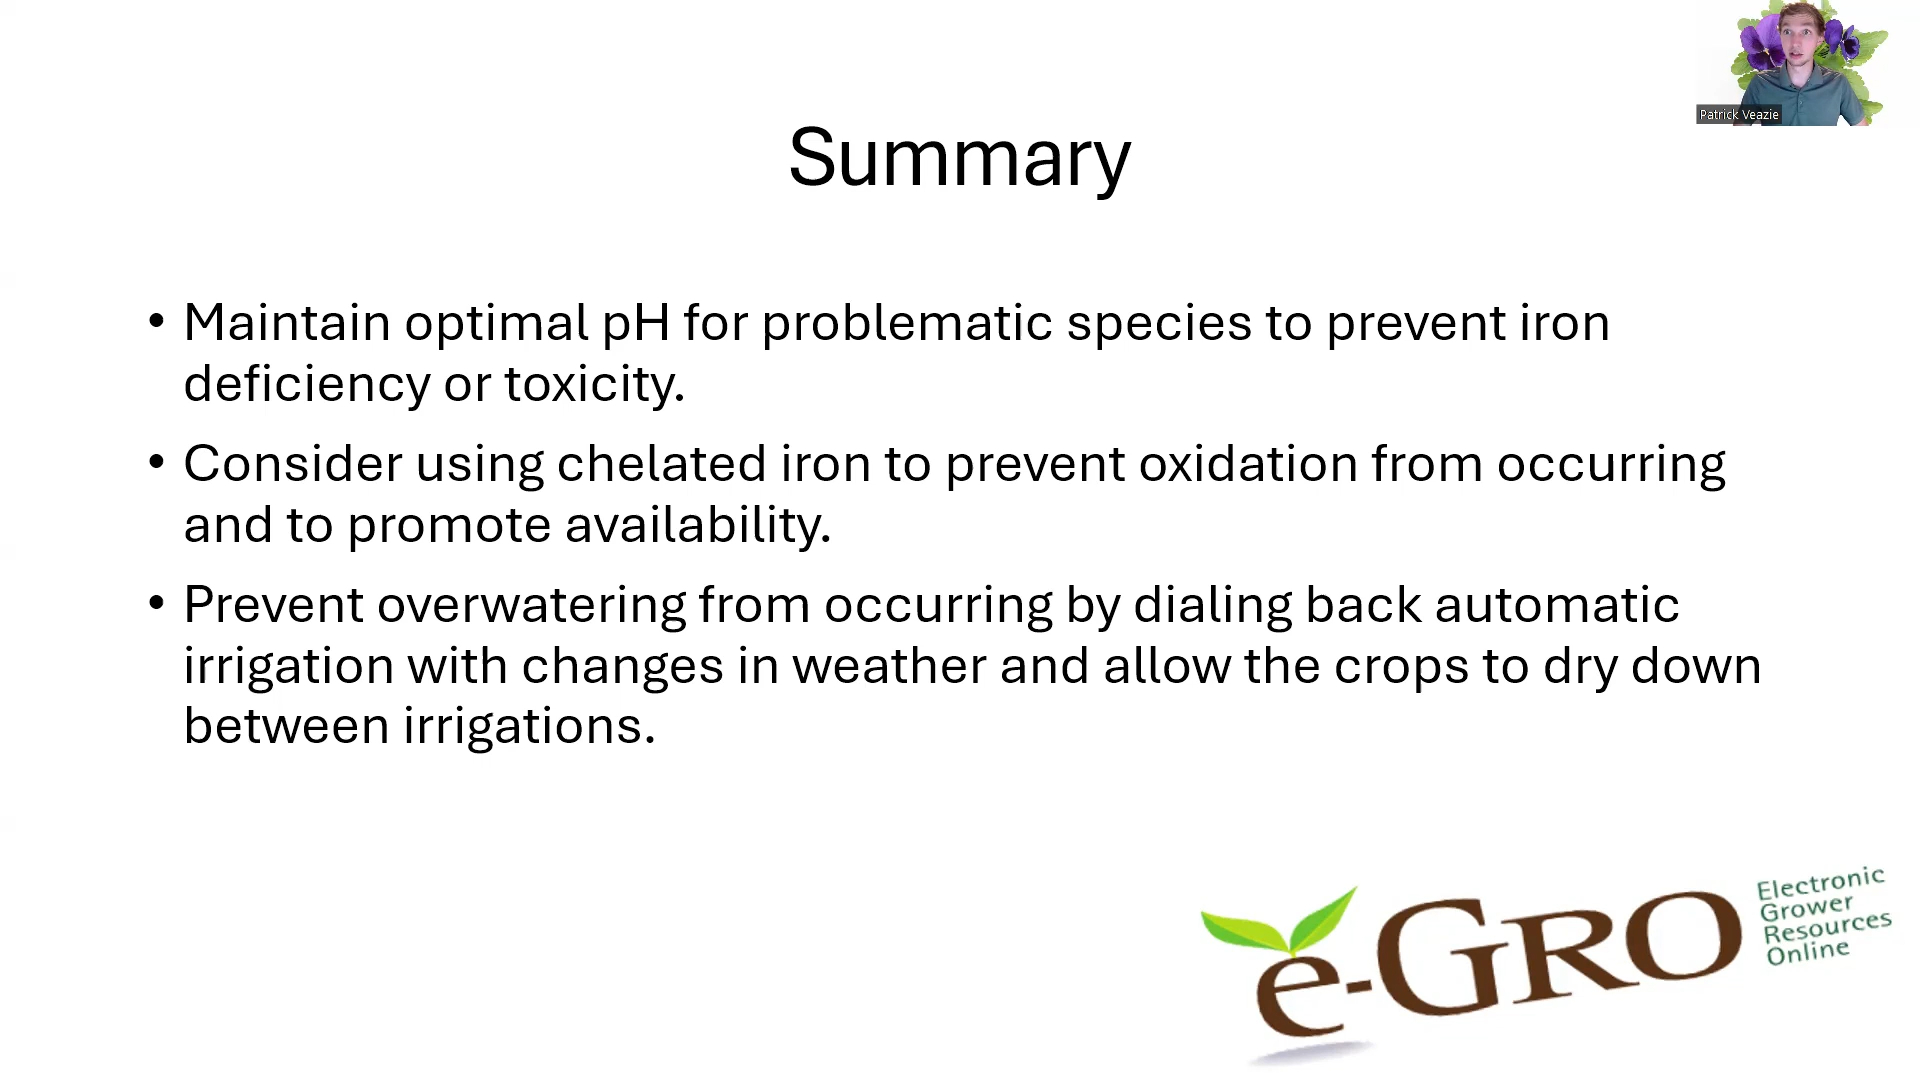 Patrick Veazie
Summary
• Maintain optimal pH for problematic species to prevent iron
deficiency or toxicity.
• Consider using chelated iron to prevent oxidation from occurring
and to promote availability.
• Prevent overwatering from occurring by dialing back automatic
irrigation with changes in weather and allow the crops to dry down
between irrigations.
e-GRO
Electronic
Grower
Resources
Online